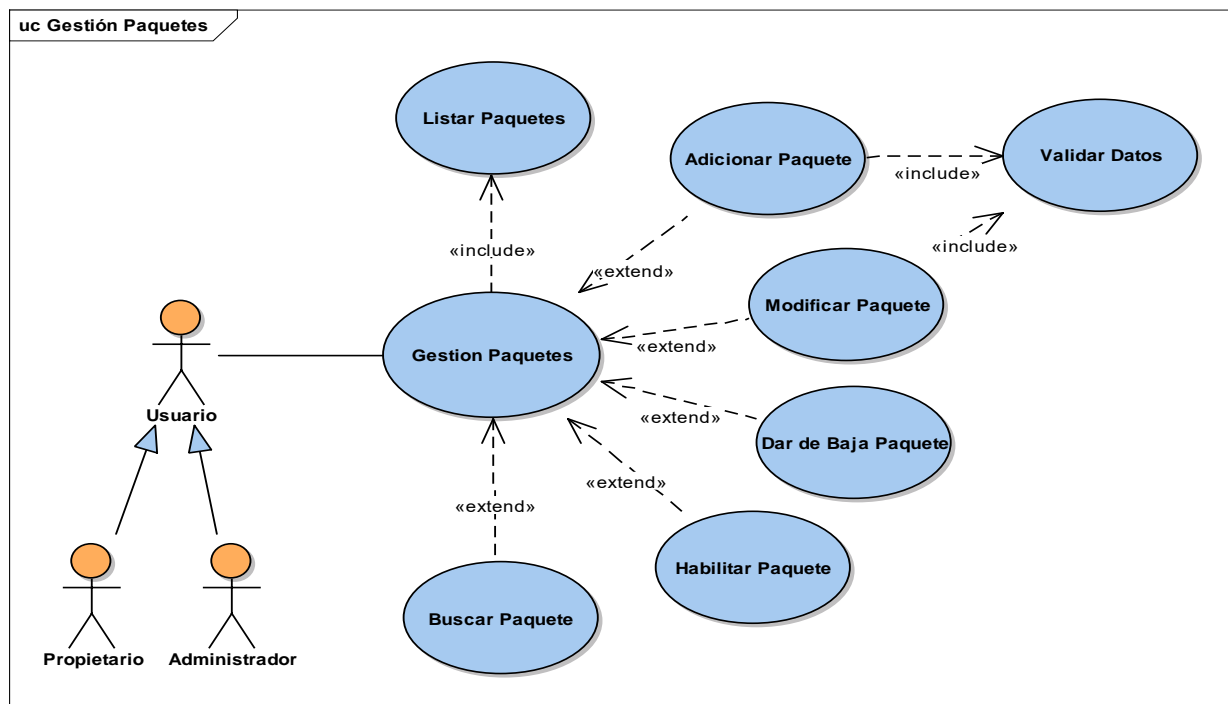 uc Gestión Paquetes
Listar Paquetes
Adicionar Paquete
Validar Datos
«include»
«include»
«include»
«extend»
Modificar Paquete
«extend»
Gestion Paquetes
Usuario
«extend»
Dar de Baja Paquete
«extend»
«extend»
Habilitar Paquete
Buscar Paquete
Propietario
Administrador